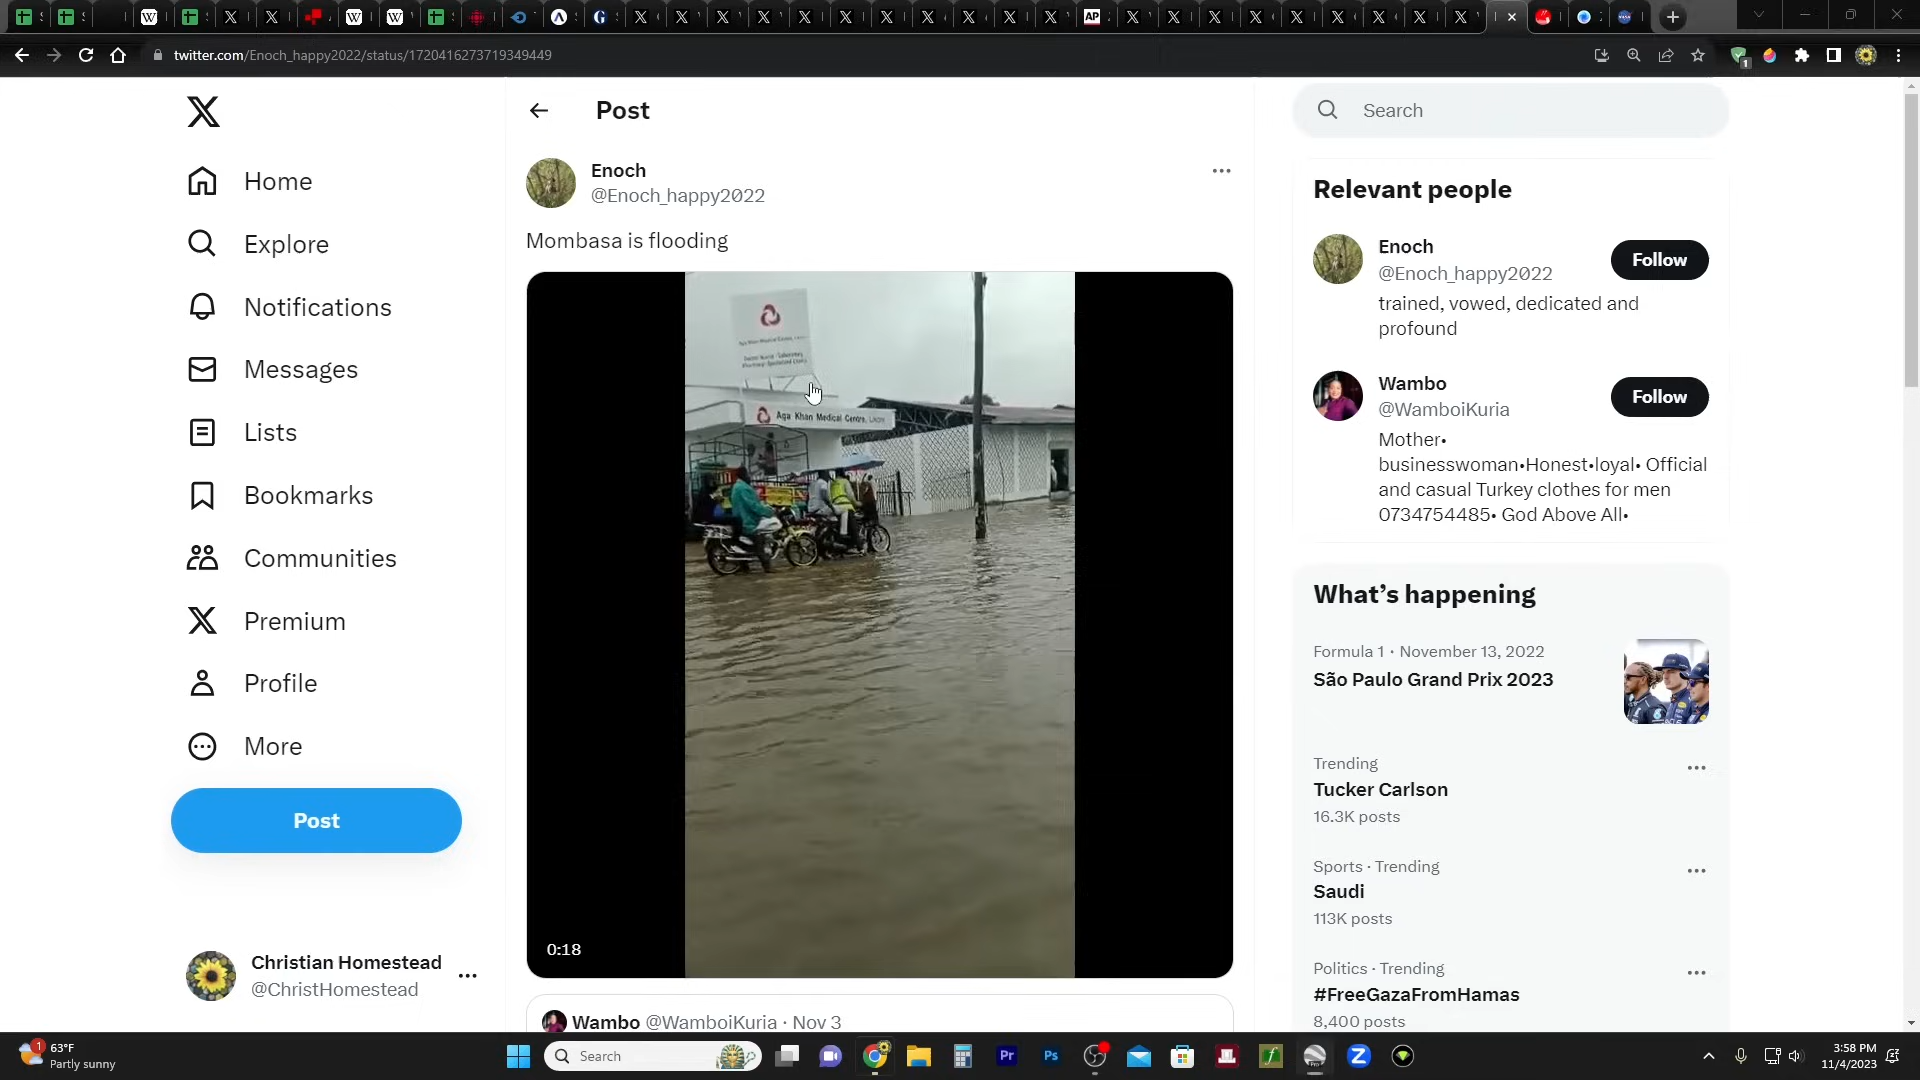 twitter.com/Enoch_happy2022/status/1720416273719349449
Post
Search
Home
Explore
Notifications
Messages
Lists
Bookmarks
Communities
Premium
Profile
More
Post
Christian Homestead
@ChristHomestead
Enoch
@Enoch_happy2022
Mombasa is flooding
Aga Khan Medical Centre,
0:18
Wambo @WamboiKuria · Nov 3
Relevant people
Enoch
@Enoch_happy2022
Follow
trained, vowed, dedicated and
profound
Wambo
@WamboiKuria
Follow
Mother•
businesswoman•Honest•loyal• Official
and casual Turkey clothes for men
0734754485• God Above All•
What’s happening
Formula 1 · November 13, 2022
São Paulo Grand Prix 2023
Trending
Tucker Carlson
16.3K posts
Sports · Trending
Saudi
113K posts
Politics · Trending
#FreeGazaFromHamas
8,400 posts
63°F
Partly sunny
Search
3:58 PM
11/4/2023